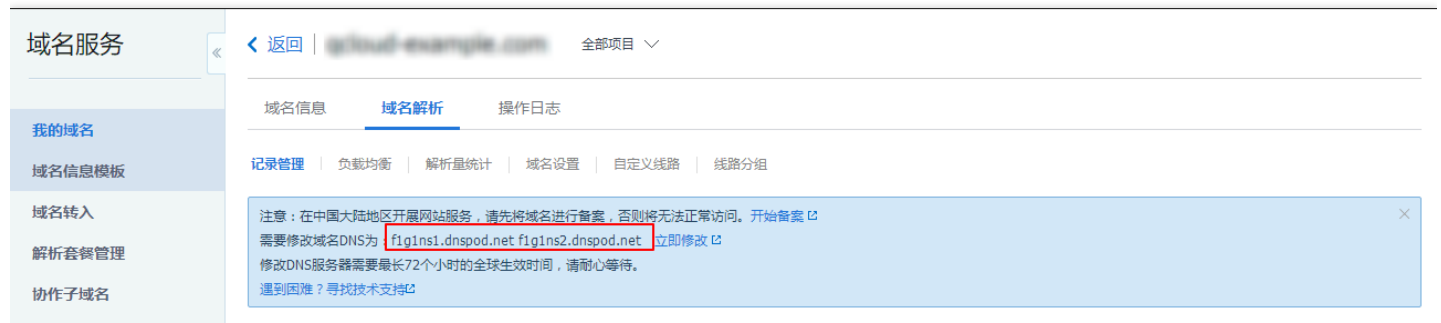 域名服务
返回
全部项目
域名信息 域名解析 操作日志
我的域名
域名信息模板
域名转入
解析套餐管理
协作子域名
记录管理 负载均衡 解析量统计 域名设置 自定义线路 线路分组
注意：在中国大陆地区开展网站服务，请先将域名进行备案，否则将无法正常访问。开始备案
需要修改域名DNS为：f1g1ns1.dnspod.net f1g1ns2.dnspod.net 立即修改
修改DNS服务器需要最长72个小时的全球生效时间，请耐心等待。
遇到困难？寻找技术支持